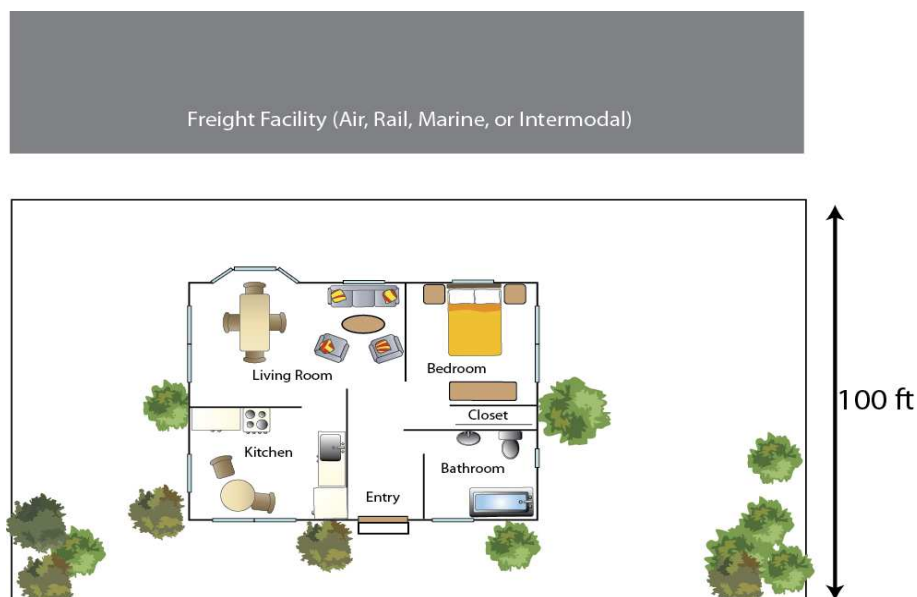 Freight Facility (Air, Rail, Marine, or Intermodal)
Living Room
Bedroom
100 ft
Closet
Kitchen
Bathroom
Entry